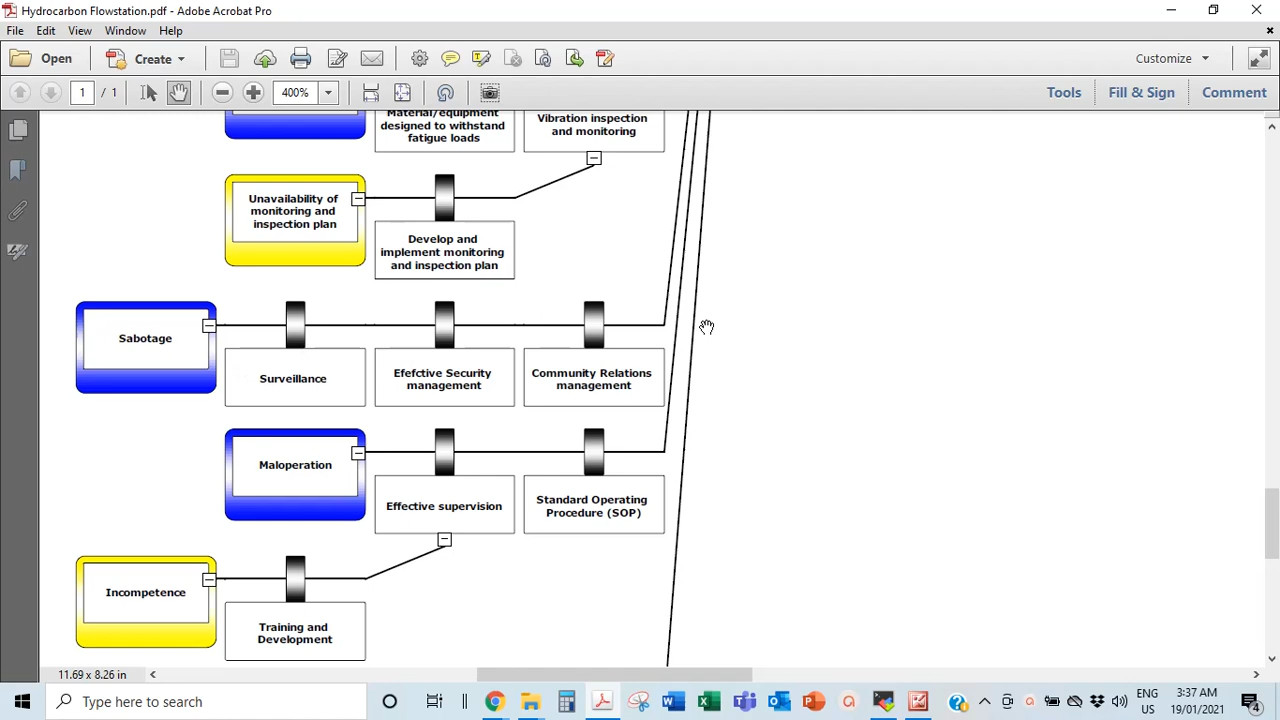 Hydrocarbon Flowstation.pdf - Adobe Acrobat Pro
File Edit View Window Help
Open Create Customize
1 / 1 400% Tools Fill & Sign Comment
Material/equipment
designed to withstand
fatigue loads
Vibration inspection
and monitoring
Unavailability of
monitoring and
inspection plan
Develop and
implement monitoring
and inspection plan
Sabotage
Surveillance
Efefctive Security
management
Community Relations
management
Maloperation
Effective supervision
Standard Operating
Procedure (SOP)
Incompetence
Training and
Development
11.69 x 8.26 in
Type here to search
ENG
US
3:37 AM
19/01/2021
4